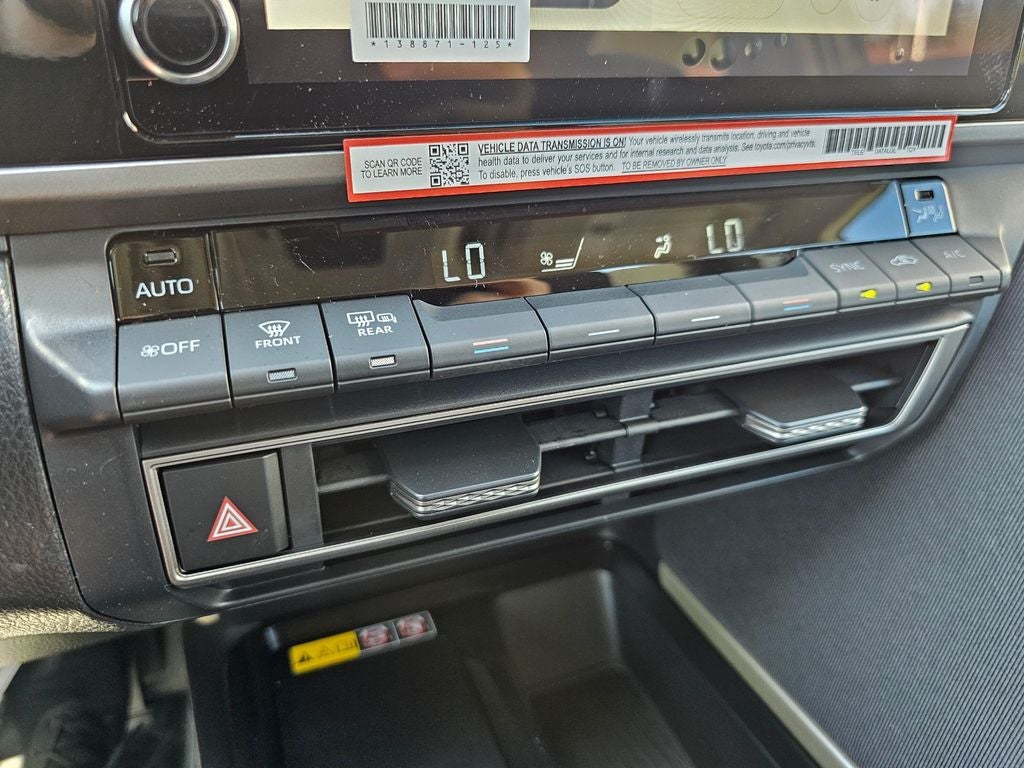 *138871-125*
SCAN QR CODE
TO LEARN MORE
VEHICLE DATA TRANSMISSION IS ON! Your vehicle wirelessly transmits location, driving and vehicle
health data to deliver your services and for internal research and data analysis. See toyota.com/privacyvts.
To disable, press vehicle's SOS button. TO BE REMOVED BY OWNER ONLY
AUTO
LO
LO
OFF
FRONT
REAR
SYNC
A/C